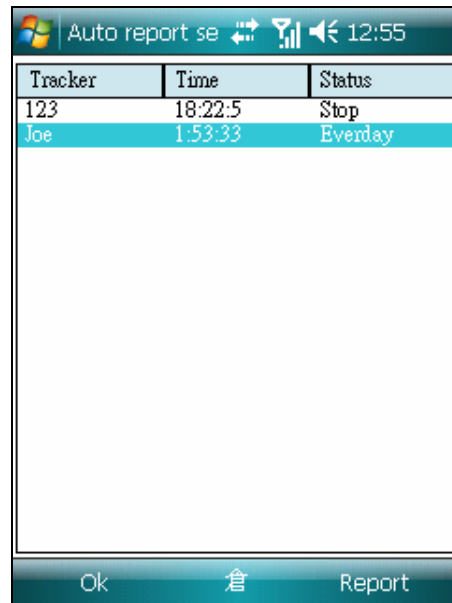 Auto report se 12:55
Tracker Time Status
123 18:22:5 Stop
Joe 1:53:33 Everday
Ok 倉 Report